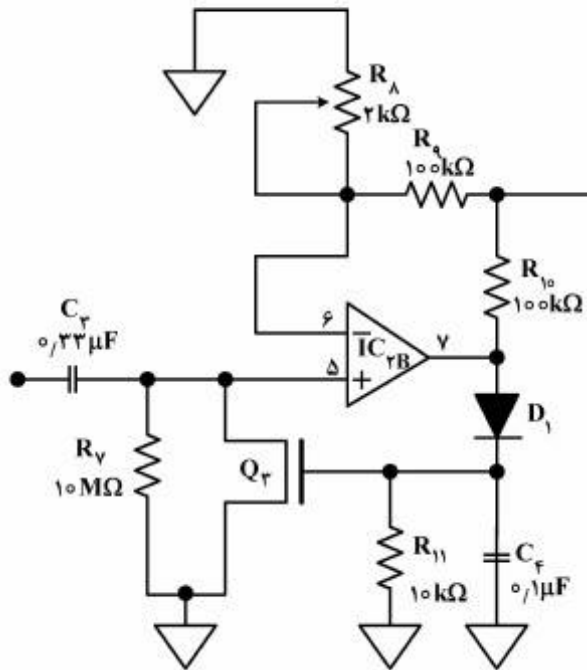 R۸
۲kΩ
R۹
۱۰۰kΩ
R۱۰
۱۰۰kΩ
C۳
۰/۳۳μF
۶
۵
۷
IC۲B
D۱
R۷
۱۰MΩ
Q۳
R۱۱
۱۰kΩ
C۴
۰/۱μF